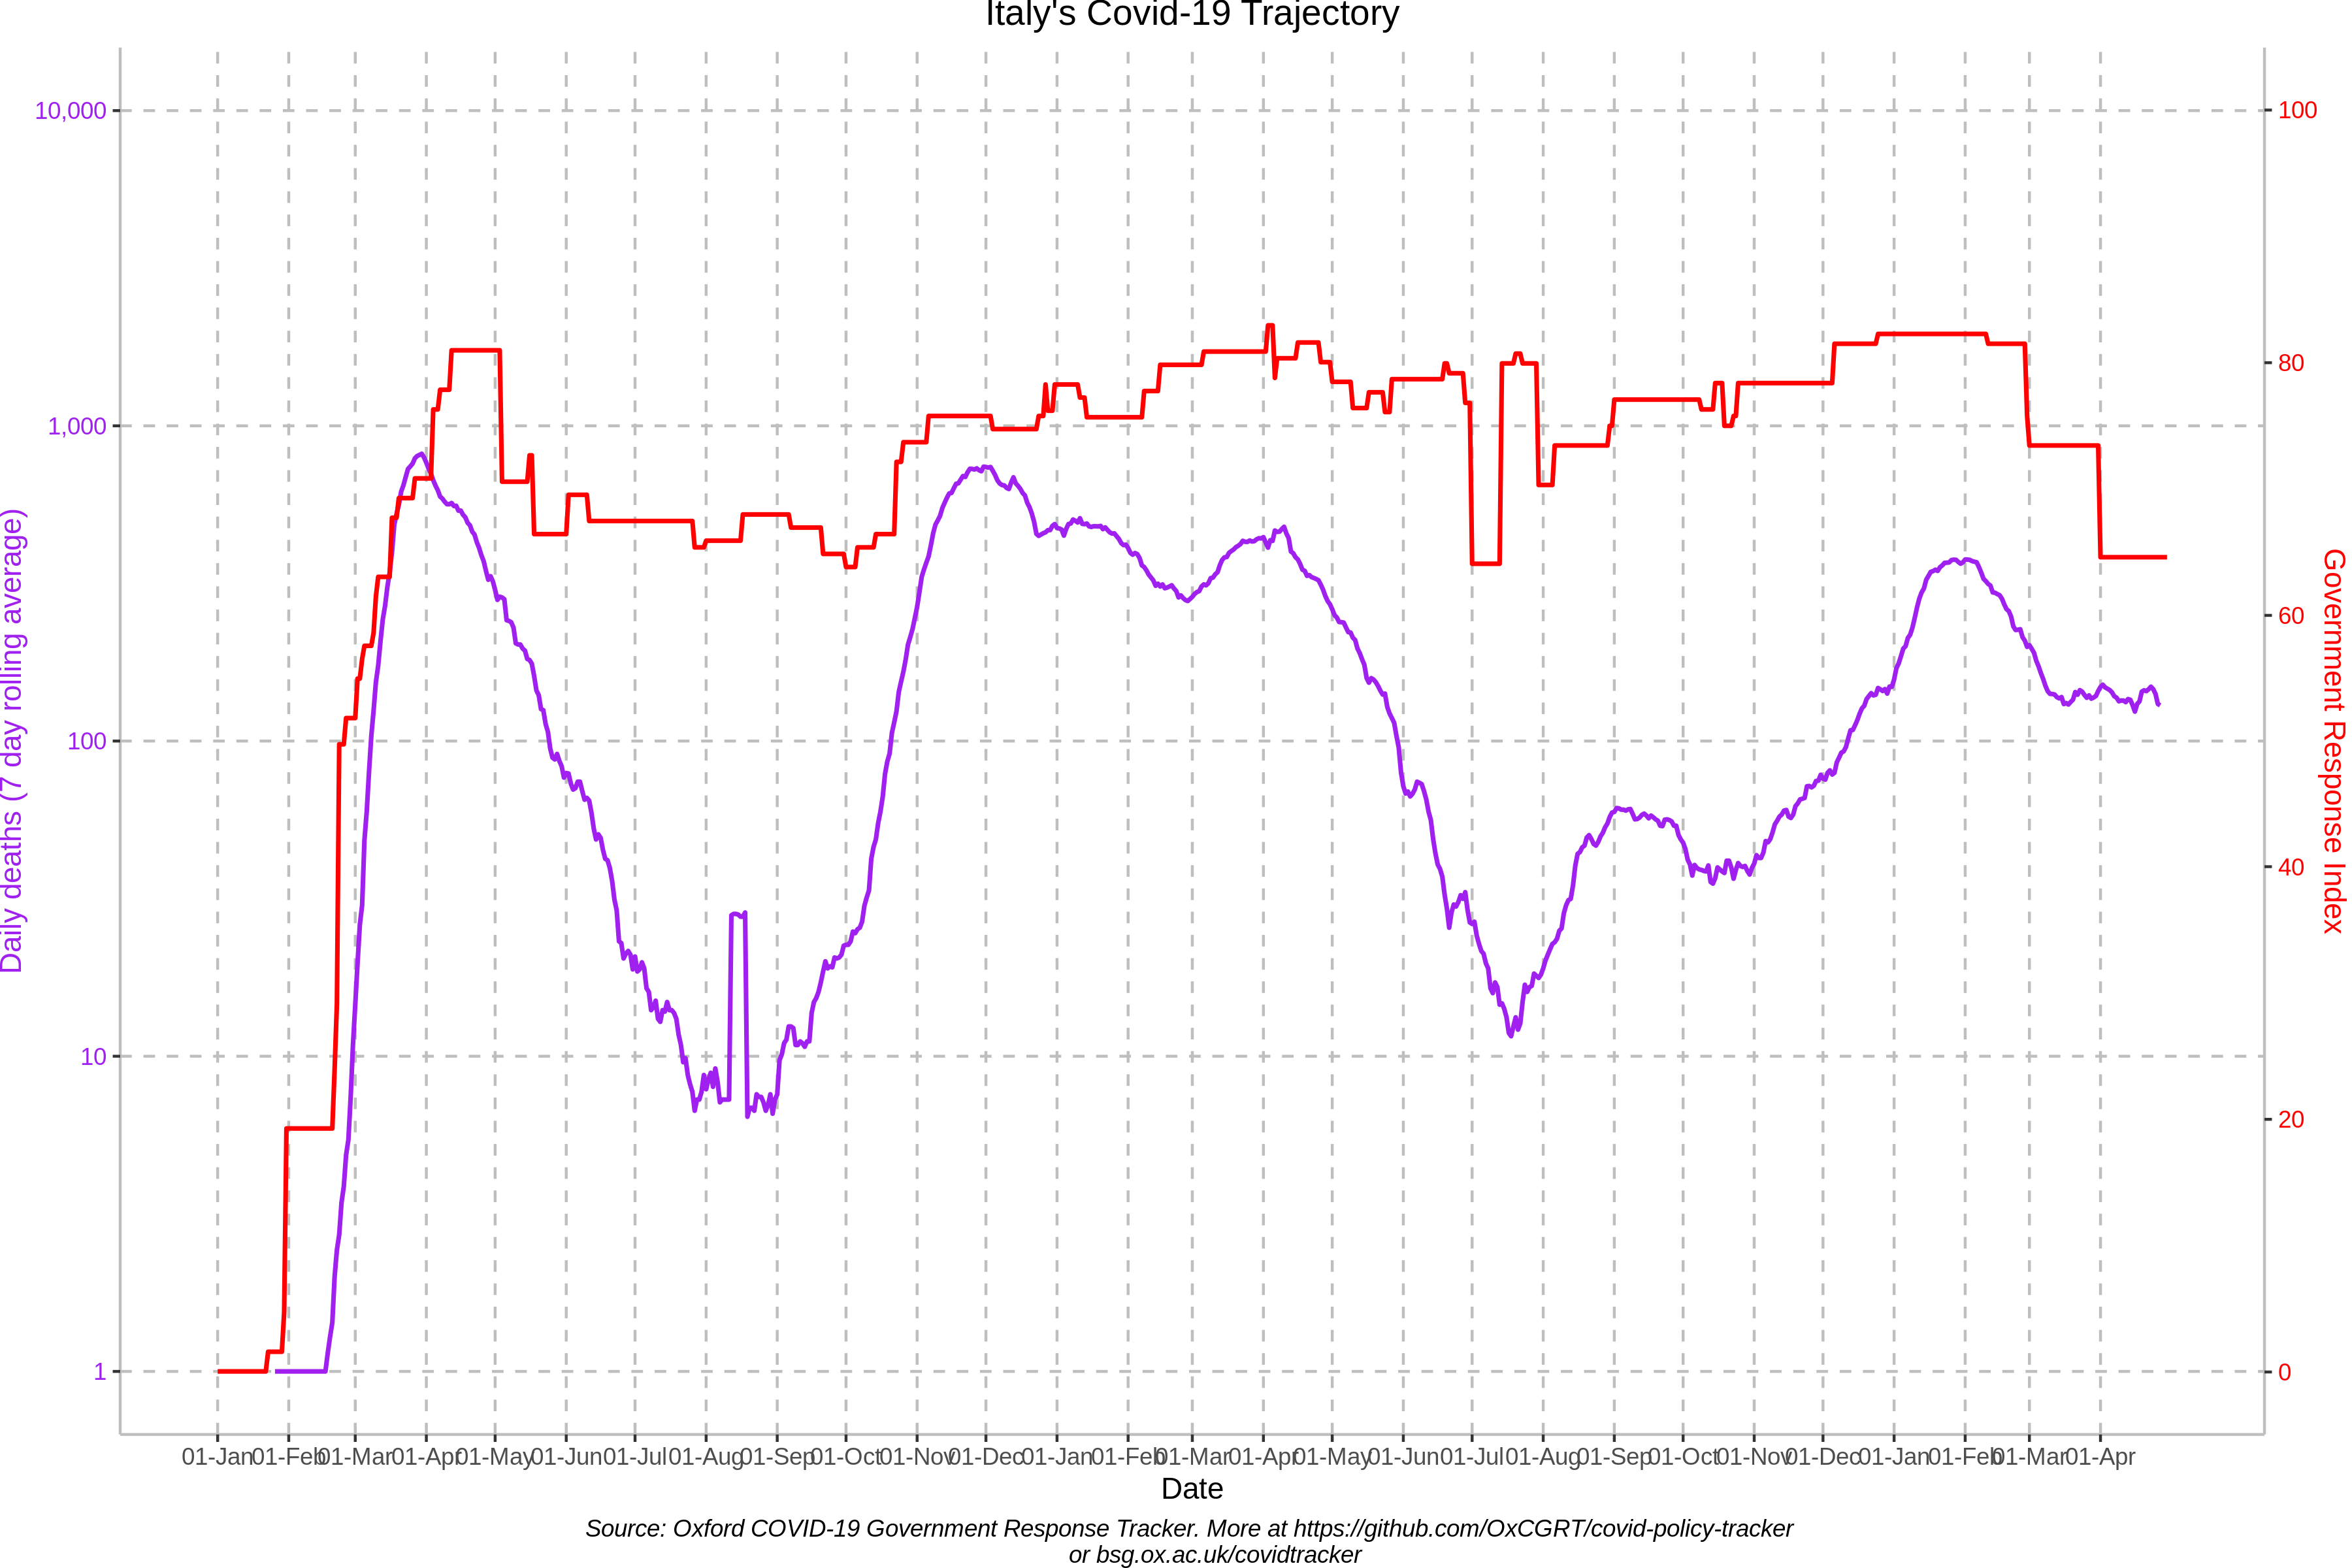 Italy's Covid-19 Trajectory
10,000
1,000
100
10
1
Daily deaths (7 day rolling average)
100
80
60
40
20
0
Government Response Index
01-Jan 01-Feb 01-Mar 01-Apr 01-May 01-Jun 01-Jul 01-Aug 01-Sep 01-Oct 01-Nov 01-Dec 01-Jan 01-Feb 01-Mar 01-Apr 01-May 01-Jun 01-Jul 01-Aug 01-Sep 01-Oct 01-Nov 01-Dec 01-Jan 01-Feb 01-Mar 01-Apr
Date
Source: Oxford COVID-19 Government Response Tracker. More at https://github.com/OxCGRT/covid-policy-tracker
or bsg.ox.ac.uk/covidtracker